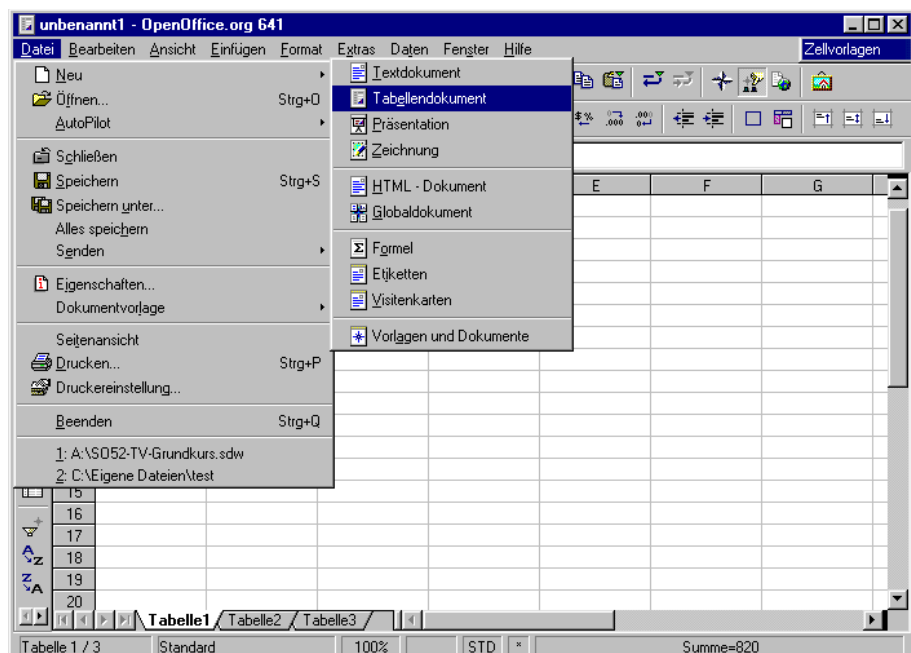 unbenannt1 - OpenOffice.org 641
Datei Bearbeiten Ansicht Einfügen Format Extras Daten Fenster Hilfe
Zellvorlagen
Neu
Öffnen... Strg+O
AutoPilot
Schließen
Speichern Strg+S
Speichern unter...
Alles speichern
Senden
Eigenschaften...
Dokumentvorlage
Seitenansicht
Drucken... Strg+P
Druckereinstellung...
Beenden Strg+Q
1: A:\SO52-TV-Grundkurs.sdw
2: C:\Eigene Dateien\test
Textdokument
Tabellendokument
Präsentation
Zeichnung
HTML - Dokument
Globaldokument
Formel
Etiketten
Visitenkarten
Vorlagen und Dokumente
E F G
15
16
17
18
19
20
Tabelle1 Tabelle2 Tabelle3
Tabelle 1 / 3 Standard 100% STD * Summe=820